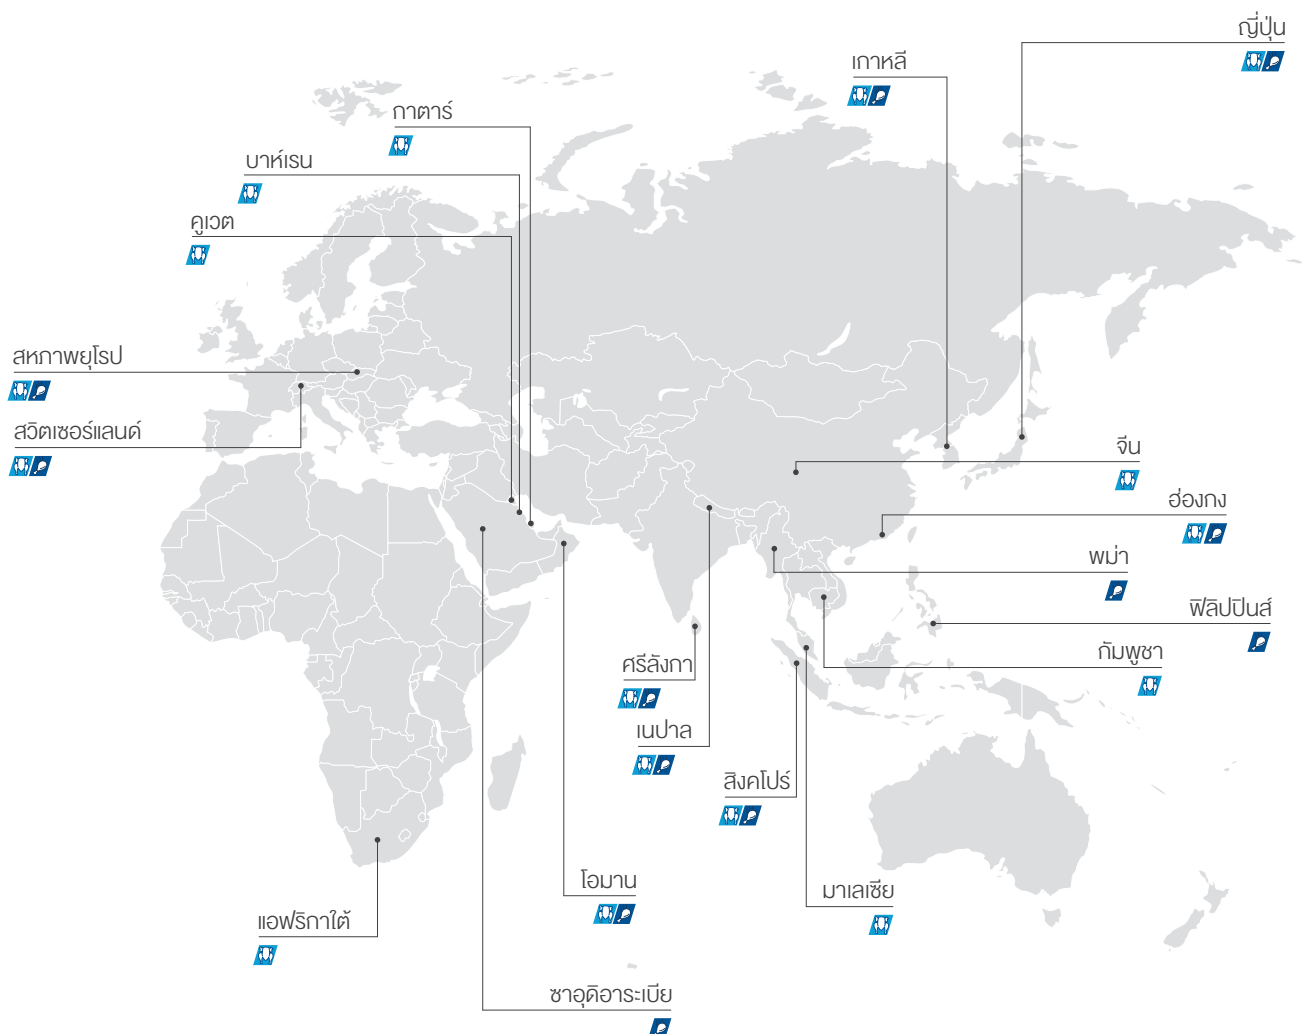 ญี่ปุ่น
เกาหลี
กาตาร์
บาห์เรน
คูเวต
สหภาพยุโรป
สวิตเซอร์แลนด์
จีน
ฮ่องกง
พม่า
ฟิลิปปินส์
กัมพูชา
ศรีลังกา
เนปาล
สิงคโปร์
โอมาน
มาเลเซีย
แอฟริกาใต้
ซาอุดิอาระเบีย